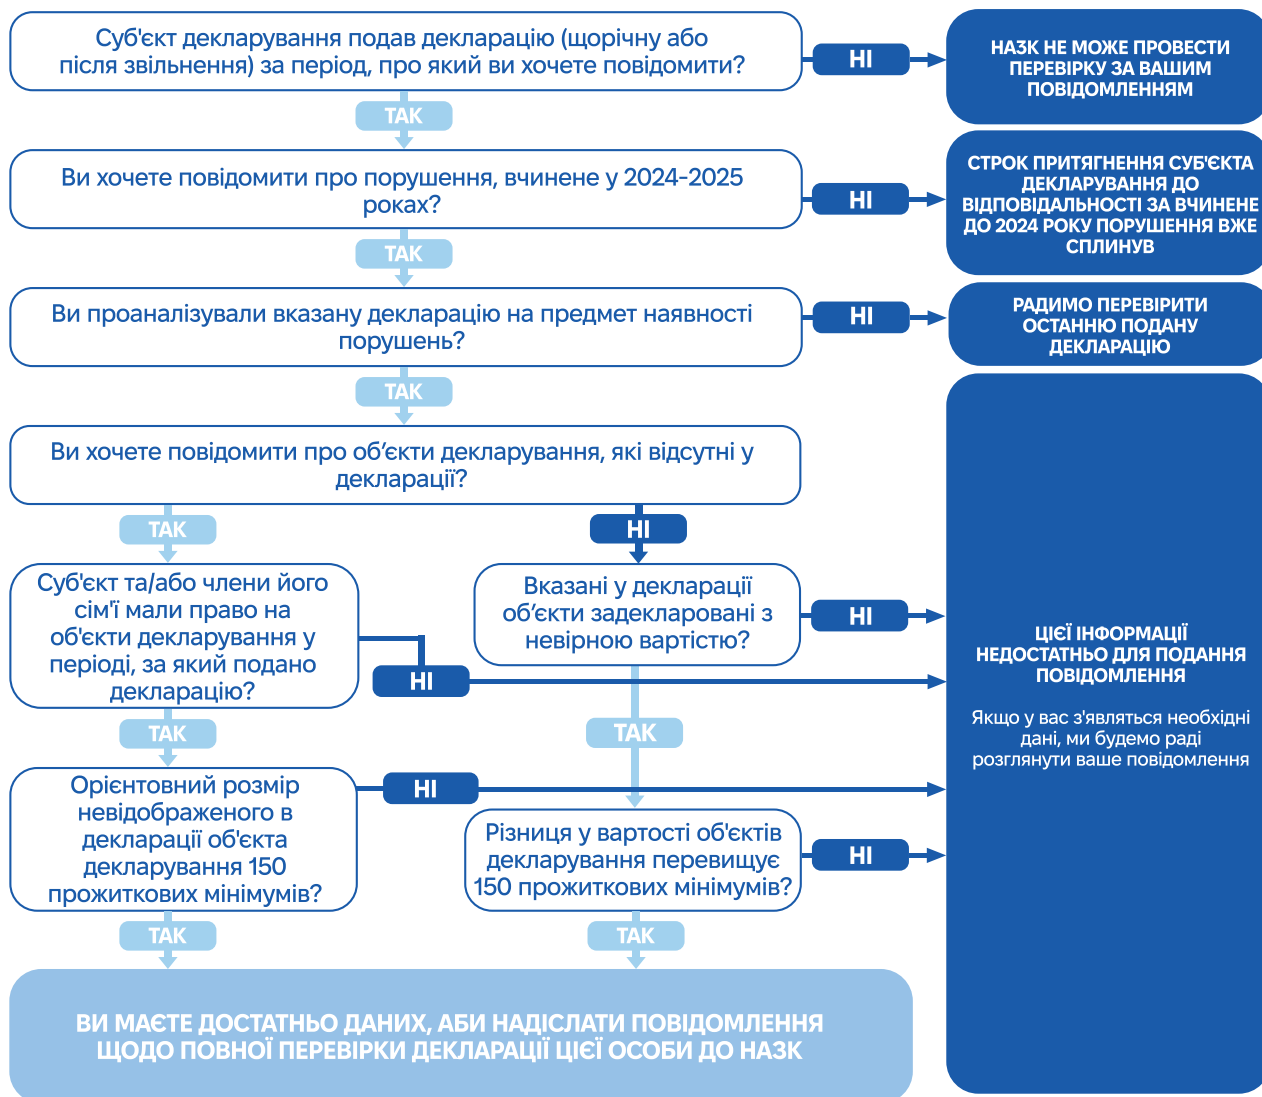 Суб'єкт декларування подав декларацію (щорічну або
після звільнення) за період, про який ви хочете повідомити?
НІ
НАЗК НЕ МОЖЕ ПРОВЕСТИ
ПЕРЕВІРКУ ЗА ВАШИМ
ПОВІДОМЛЕННЯМ
ТАК
Ви хочете повідомити про порушення, вчинене у 2024-2025
роках?
НІ
СТРОК ПРИТЯГНЕННЯ СУБ'ЄКТА
ДЕКЛАРУВАННЯ ДО
ВІДПОВІДАЛЬНОСТІ ЗА ВЧИНЕНЕ
ДО 2024 РОКУ ПОРУШЕННЯ ВЖЕ
СПЛИНУВ
ТАК
Ви проаналізували вказану декларацію на предмет наявності
порушень?
НІ
РАДИМО ПЕРЕВІРИТИ
ОСТАННЮ ПОДАНУ
ДЕКЛАРАЦІЮ
ТАК
Ви хочете повідомити про об’єкти декларування, які відсутні у
декларації?
ТАК
НІ
Суб'єкт та/або члени його
сім'ї мали право на
об'єкти декларування у
періоді, за який подано
декларацію?
НІ
Вказані у декларації
об’єкти задекларовані з
невірною вартістю?
НІ
ЦІЄЇ ІНФОРМАЦІЇ
НЕДОСТАТНЬО ДЛЯ ПОДАННЯ
ПОВІДОМЛЕННЯ
Якщо у вас з'являться необхідні
дані, ми будемо раді
розглянути ваше повідомлення
ТАК
ТАК
Орієнтовний розмір
невідображеного в
декларації об'єкта
декларування 150
прожиткових мінімумів?
НІ
Різниця у вартості об'єктів
декларування перевищує
150 прожиткових мінімумів?
НІ
ТАК
ТАК
ВИ МАЄТЕ ДОСТАТНЬО ДАНИХ, АБИ НАДІСЛАТИ ПОВІДОМЛЕННЯ
ЩОДО ПОВНОЇ ПЕРЕВІРКИ ДЕКЛАРАЦІЇ ЦІЄЇ ОСОБИ ДО НАЗК